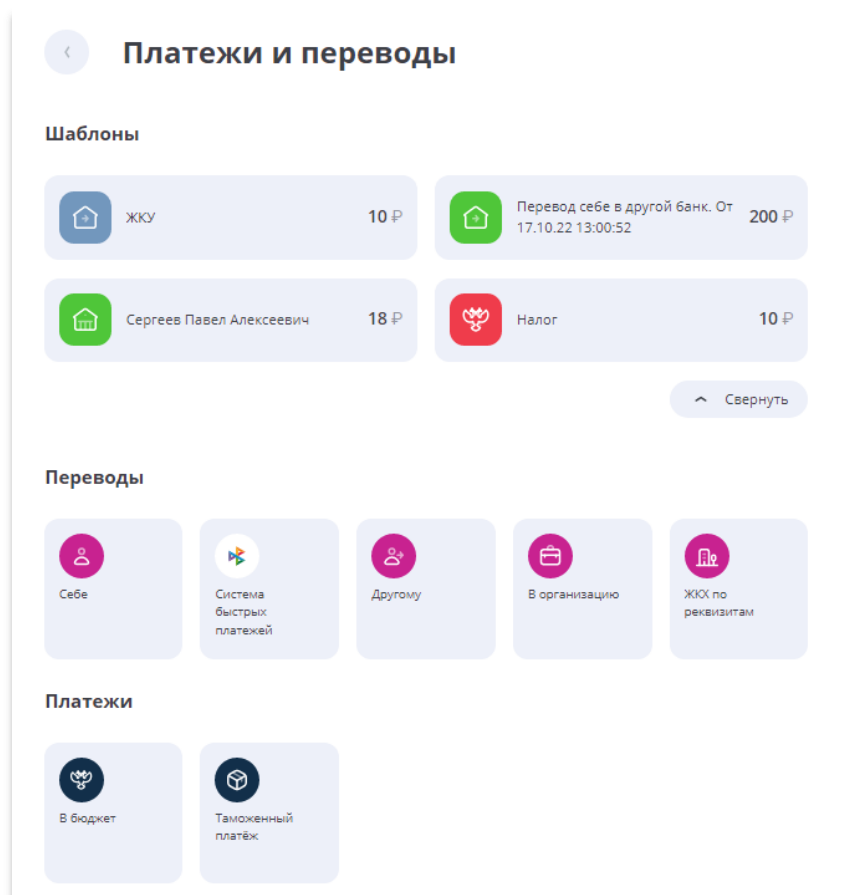 Платежи и переводы
Шаблоны
ЖКУ
10 ₽
Перевод себе в другой банк. От
17.10.22 13:00:52
200 ₽
Сергеев Павел Алексеевич
18 ₽
Налог
10 ₽
Свернуть
Переводы
Себе
Система
быстрых
платежей
Другому
В организацию
ЖКХ по
реквизитам
Платежи
В бюджет
Таможенный
платёж